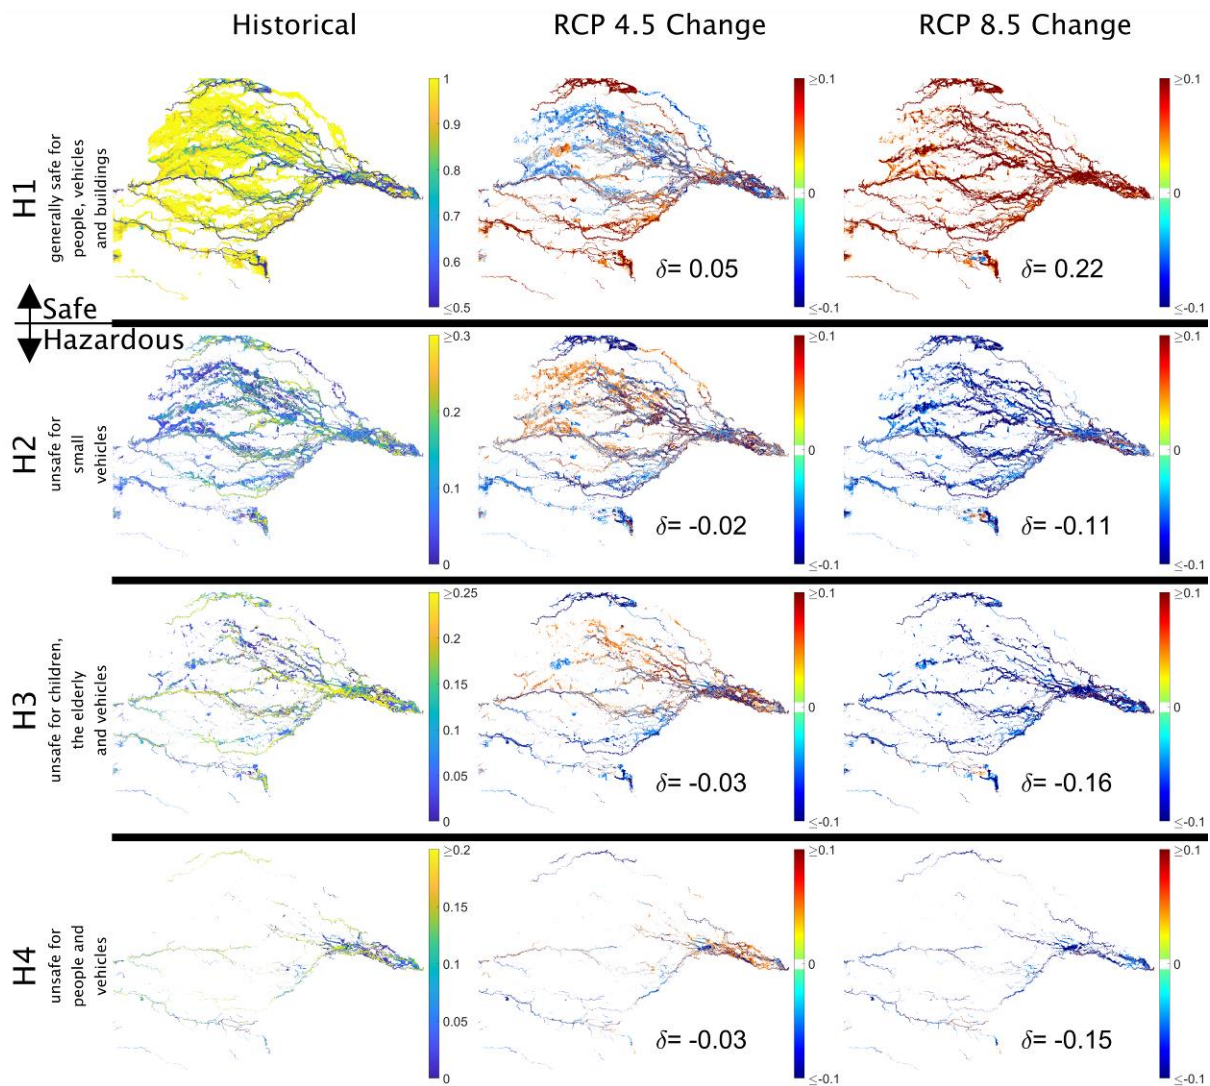 Historical
RCP 4.5 Change
RCP 8.5 Change
H1
generally safe for
people, vehicles
and buildings
1
0.9
0.8
0.7
0.6
≤0.5
≥0.1
0
≤-0.1
δ= 0.05
≥0.1
0
≤-0.1
δ= 0.22
Safe
Hazardous
H2
unsafe for
small
vehicles
≥0.3
0.2
0.1
0
≥0.1
0
≤-0.1
δ= -0.02
≥0.1
0
≤-0.1
δ= -0.11
H3
unsafe for children,
the elderly
and vehicles
≥0.25
0.2
0.15
0.1
0.05
0
≥0.1
0
≤-0.1
δ= -0.03
≥0.1
0
≤-0.1
δ= -0.16
H4
unsafe for
people and
vehicles
≥0.2
0.15
0.1
0.05
0
≥0.1
0
≤-0.1
δ= -0.03
≥0.1
0
≤-0.1
δ= -0.15